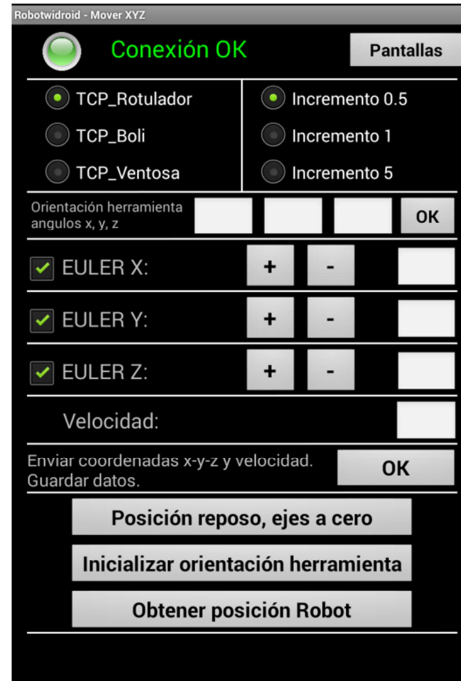 Robotwidroid - Mover XYZ
Conexión OK
Pantallas
TCP_Rotulador
Incremento 0.5
TCP_Boli
Incremento 1
TCP_Ventosa
Incremento 5
Orientación herramienta
angulos x, y, z
OK
EULER X:
+
-
EULER Y:
+
-
EULER Z:
+
-
Velocidad:
Enviar coordenadas x-y-z y velocidad.
Guardar datos.
OK
Posición reposo, ejes a cero
Inicializar orientación herramienta
Obtener posición Robot